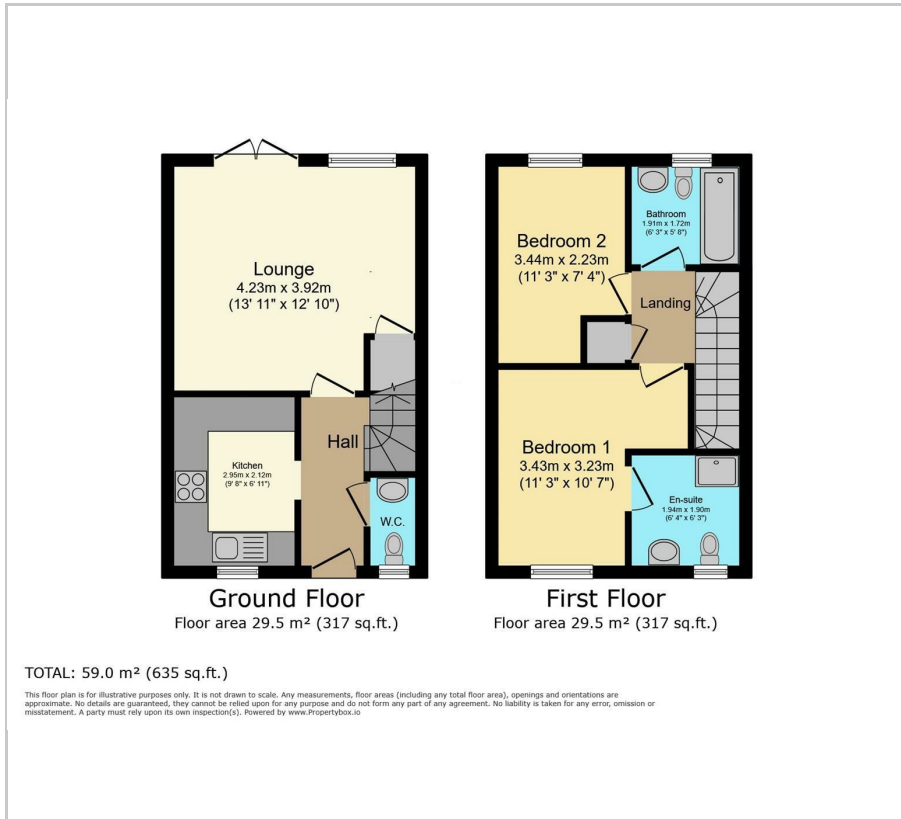 Lounge
4.23m x 3.92m
(13' 11" x 12' 10")
Hall
Kitchen
2.95m x 2.12m
(9' 8" x 6' 11")
W.C.
Ground Floor
Floor area 29.5 m² (317 sq.ft.)
Bedroom 2
3.44m x 2.23m
(11' 3" x 7' 4")
Bathroom
1.91m x 1.72m
(6' 3" x 5' 8")
Landing
Bedroom 1
3.43m x 3.23m
(11' 3" x 10' 7")
En-suite
1.94m x 1.90m
(6' 4" x 6' 3")
First Floor
Floor area 29.5 m² (317 sq.ft.)
TOTAL: 59.0 m² (635 sq.ft.)
This floor plan is for illustrative purposes only. It is not drawn to scale. Any measurements, floor areas (including any total floor area), openings and orientations are
approximate. No details are guaranteed, they cannot be relied upon for any purpose and do not form any part of any agreement. No liability is taken for any error, omission or
misstatement. A party must rely upon its own inspection(s). Powered by www.Propertybox.io